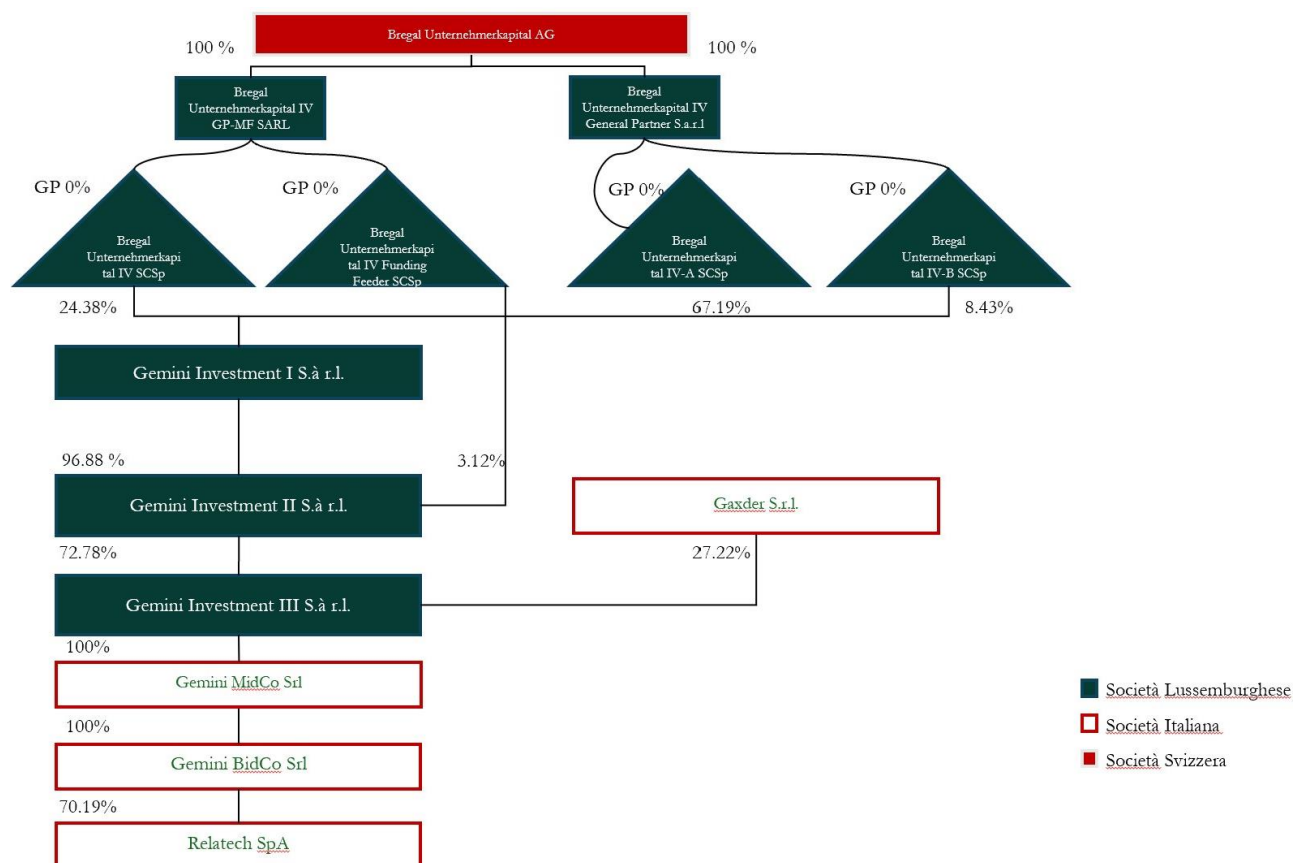 Bregal Unternehmerkapital AG
100 %
100 %
Bregal
Unternehmerkapital IV
GP-MF SARL
Bregal
Unternehmerkapital IV
General Partner S.a.r.l
GP 0%
GP 0%
GP 0%
GP 0%
Bregal
Unternehmerkapi
tal IV SCSp
Bregal
Unternehmerkapi
tal IV Funding
Feeder SCSp
Bregal
Unternehmerkapi
tal IV-A SCSp
Bregal
Unternehmerkapi
tal IV-B SCSp
24.38%
67.19%
8.43%
Gemini Investment I S.à r.l.
96.88 %
3.12%
Gemini Investment II S.à r.l.
Gaxder S.r.l.
72.78%
27.22%
Gemini Investment III S.à r.l.
100%
Gemini MidCo Srl
100%
Gemini BidCo Srl
70.19%
Relatech SpA
Società Lussemburghese
Società Italiana
Società Svizzera